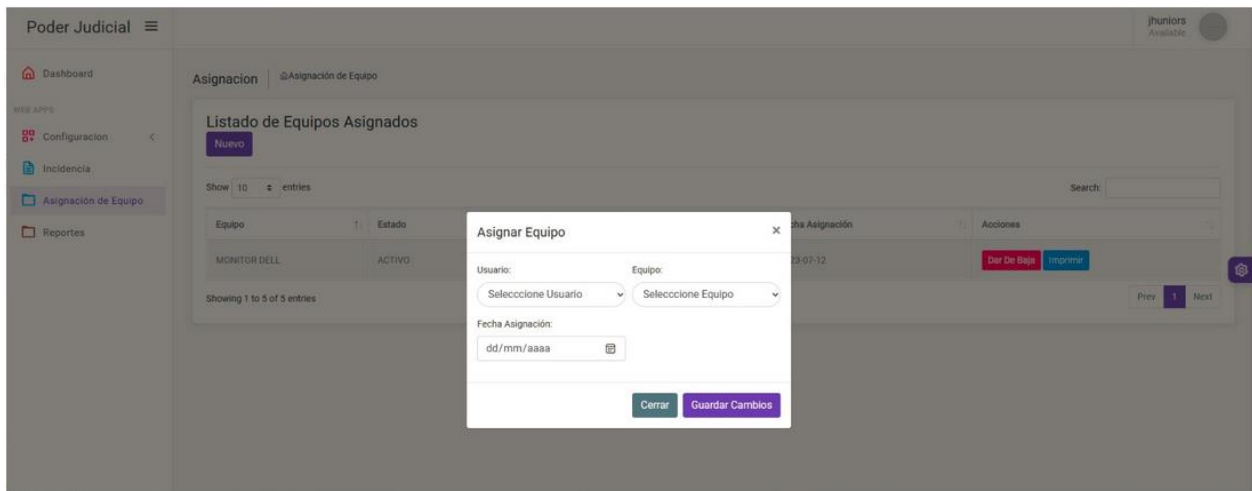 Poder Judicial
jhuniors
Available
Dashboard
WEB APPS
Configuracion
Incidencia
Asignación de Equipo
Reportes
Asignacion
Asignación de Equipo
Listado de Equipos Asignados
Nuevo
Show 10 entries
Search:
Equipo Estado cha Asignación Acciones
MONITOR DELL ACTIVO 23-07-12 Dar De Baja Imprimir
Showing 1 to 5 of 5 entries
Prev 1 Next
Asignar Equipo
Usuario: Equipo:
Selecccione Usuario Selecccione Equipo
Fecha Asignación:
dd/mm/aaaa
Cerrar Guardar Cambios